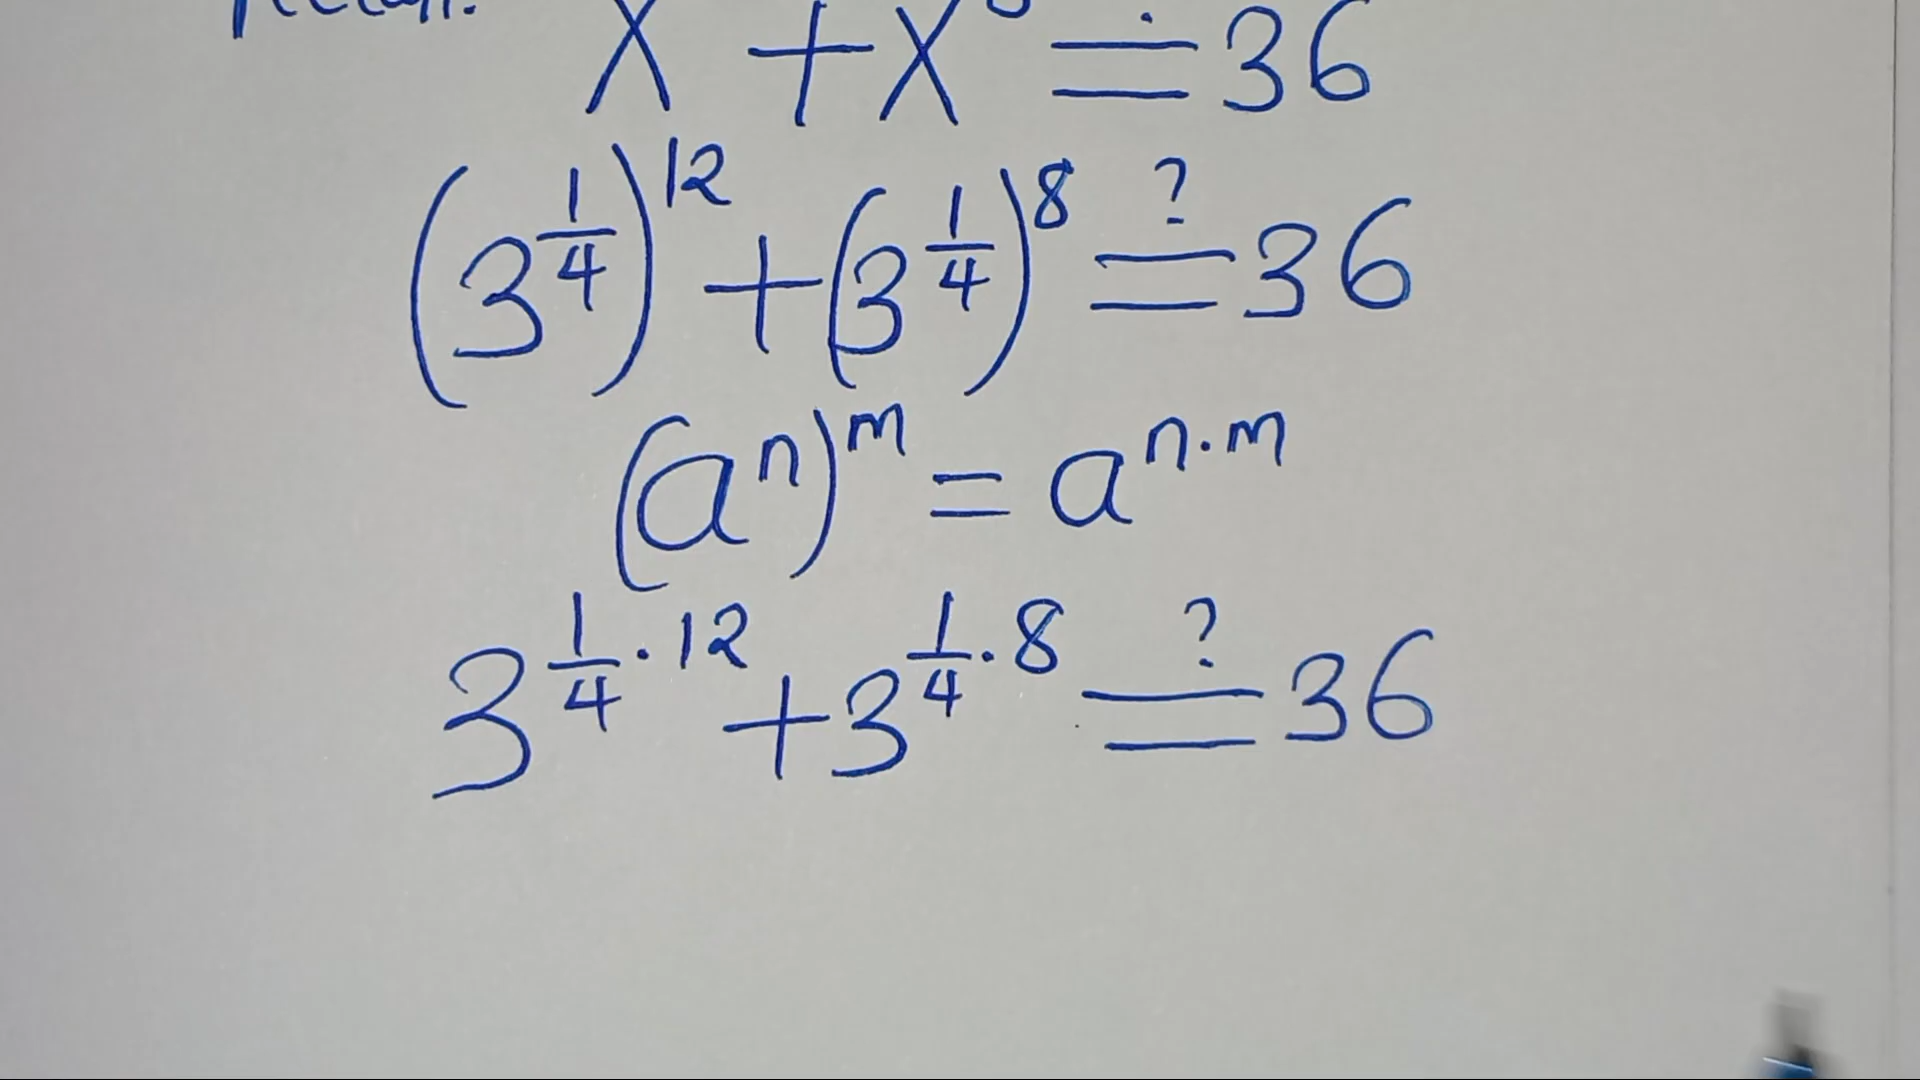 x + x = 36
(3^{1/4})^{12} + (3^{1/4})^8 ?= 36
(a^n)^m = a^{n·m}
3^{1/4·12} + 3^{1/4·8} ?= 36